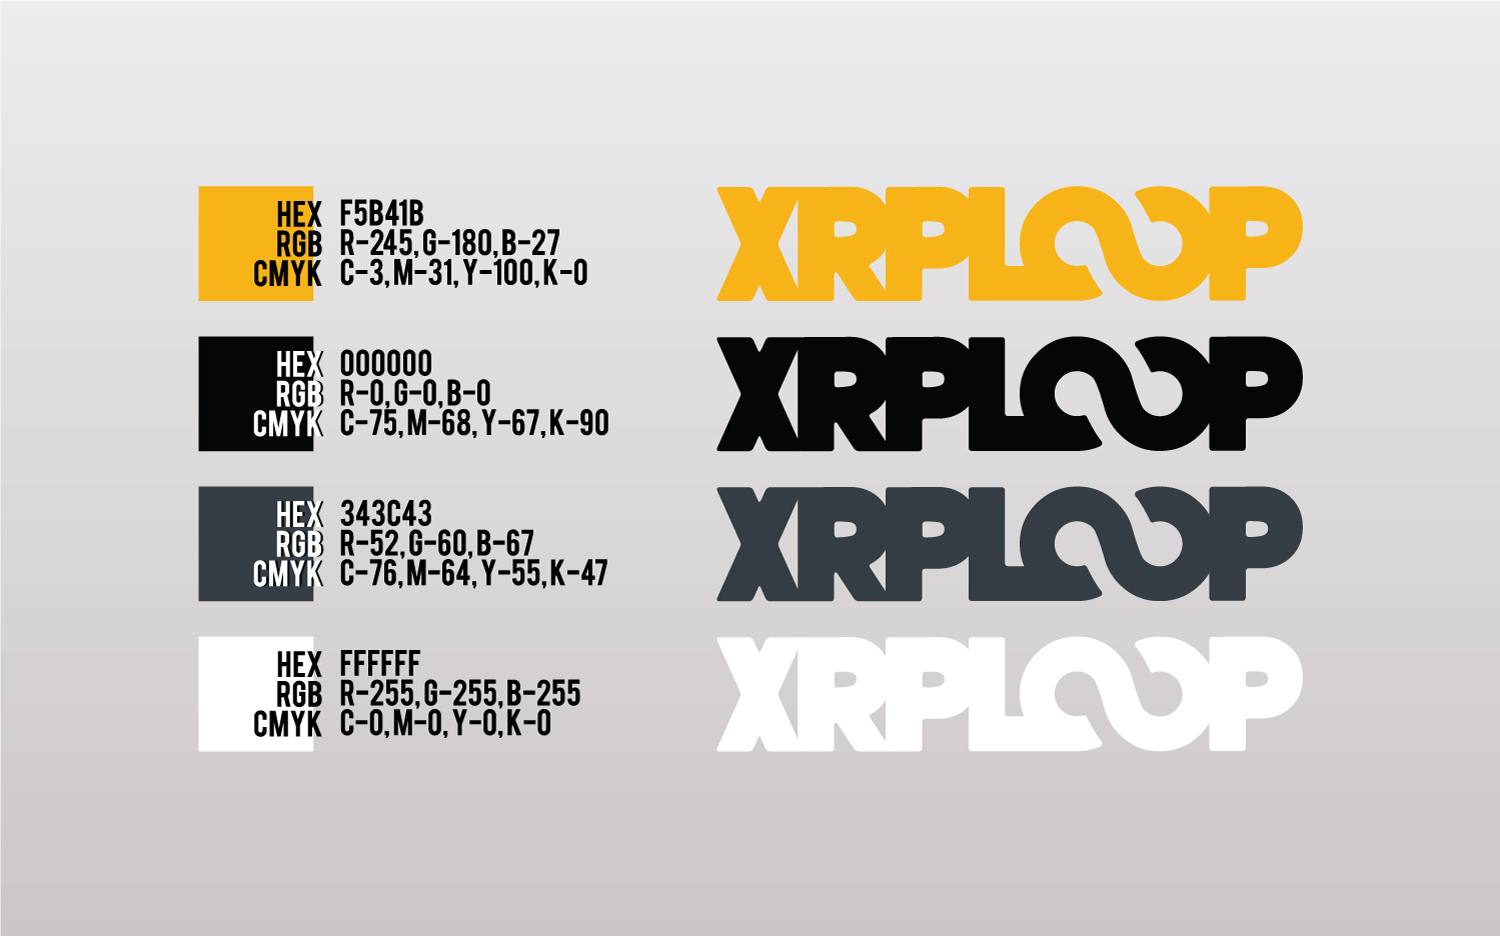 HEX F5B41B
RGB R-245, G-180, B-27
CMYK C-3, M-31, Y-100, K-0
XRPLOOP
HEX 000000
RGB R-0, G-0, B-0
CMYK C-75, M-68, Y-67, K-90
XRPLOOP
HEX 343C43
RGB R-52, G-60, B-67
CMYK C-76, M-64, Y-55, K-47
XRPLOOP
HEX FFFFFF
RGB R-255, G-255, B-255
CMYK C-0, M-0, Y-0, K-0
XRPLOOP